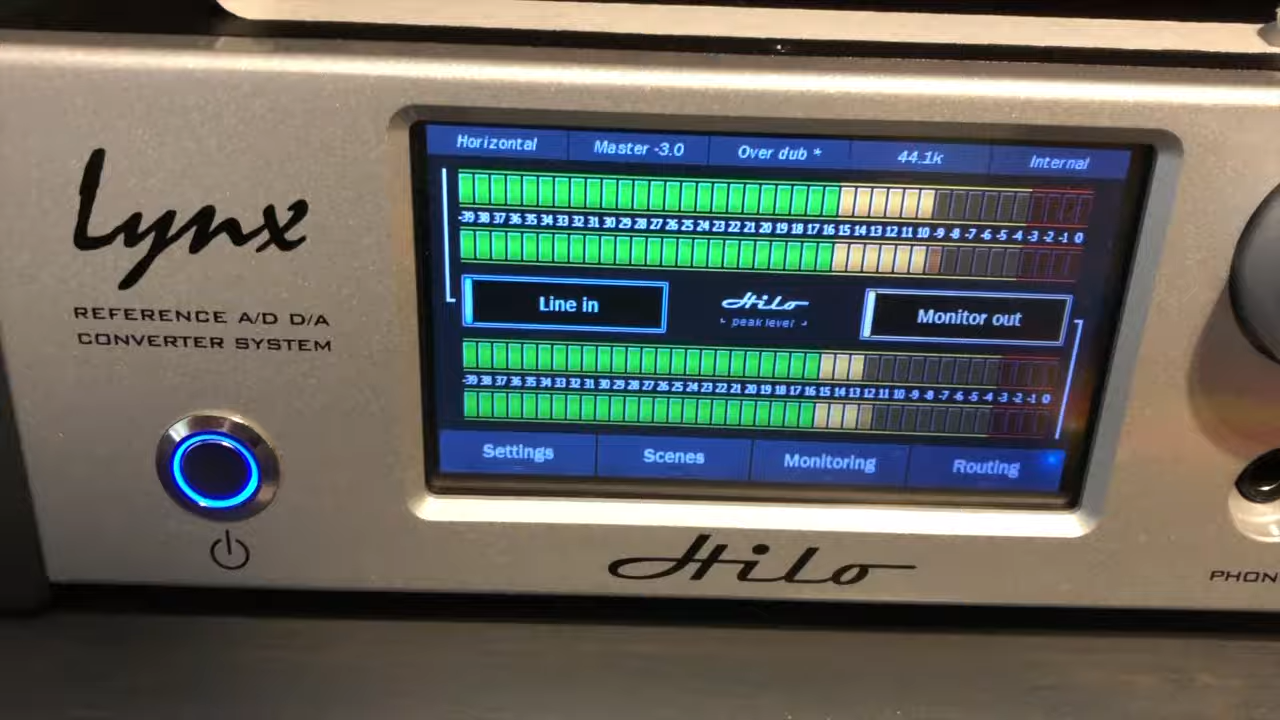 Lynx
REFERENCE A/D D/A
CONVERTER SYSTEM
Horizontal Master -3.0 Over dub * 44.1k Internal
-39 38 37 36 35 34 33 32 31 30 29 28 27 26 25 24 23 22 21 20 19 18 17 16 15 14 13 12 11 10 -9 -8 -7 -6 -5 -4 -3 -2 -1 0
Line in Hilo Monitor out
peak level
-39 38 37 36 35 34 33 32 31 30 29 28 27 26 25 24 23 22 21 20 19 18 17 16 15 14 13 12 11 10 -9 -8 -7 -6 -5 -4 -3 -2 -1 0
Settings Scenes Monitoring Routing
Hilo
PHON